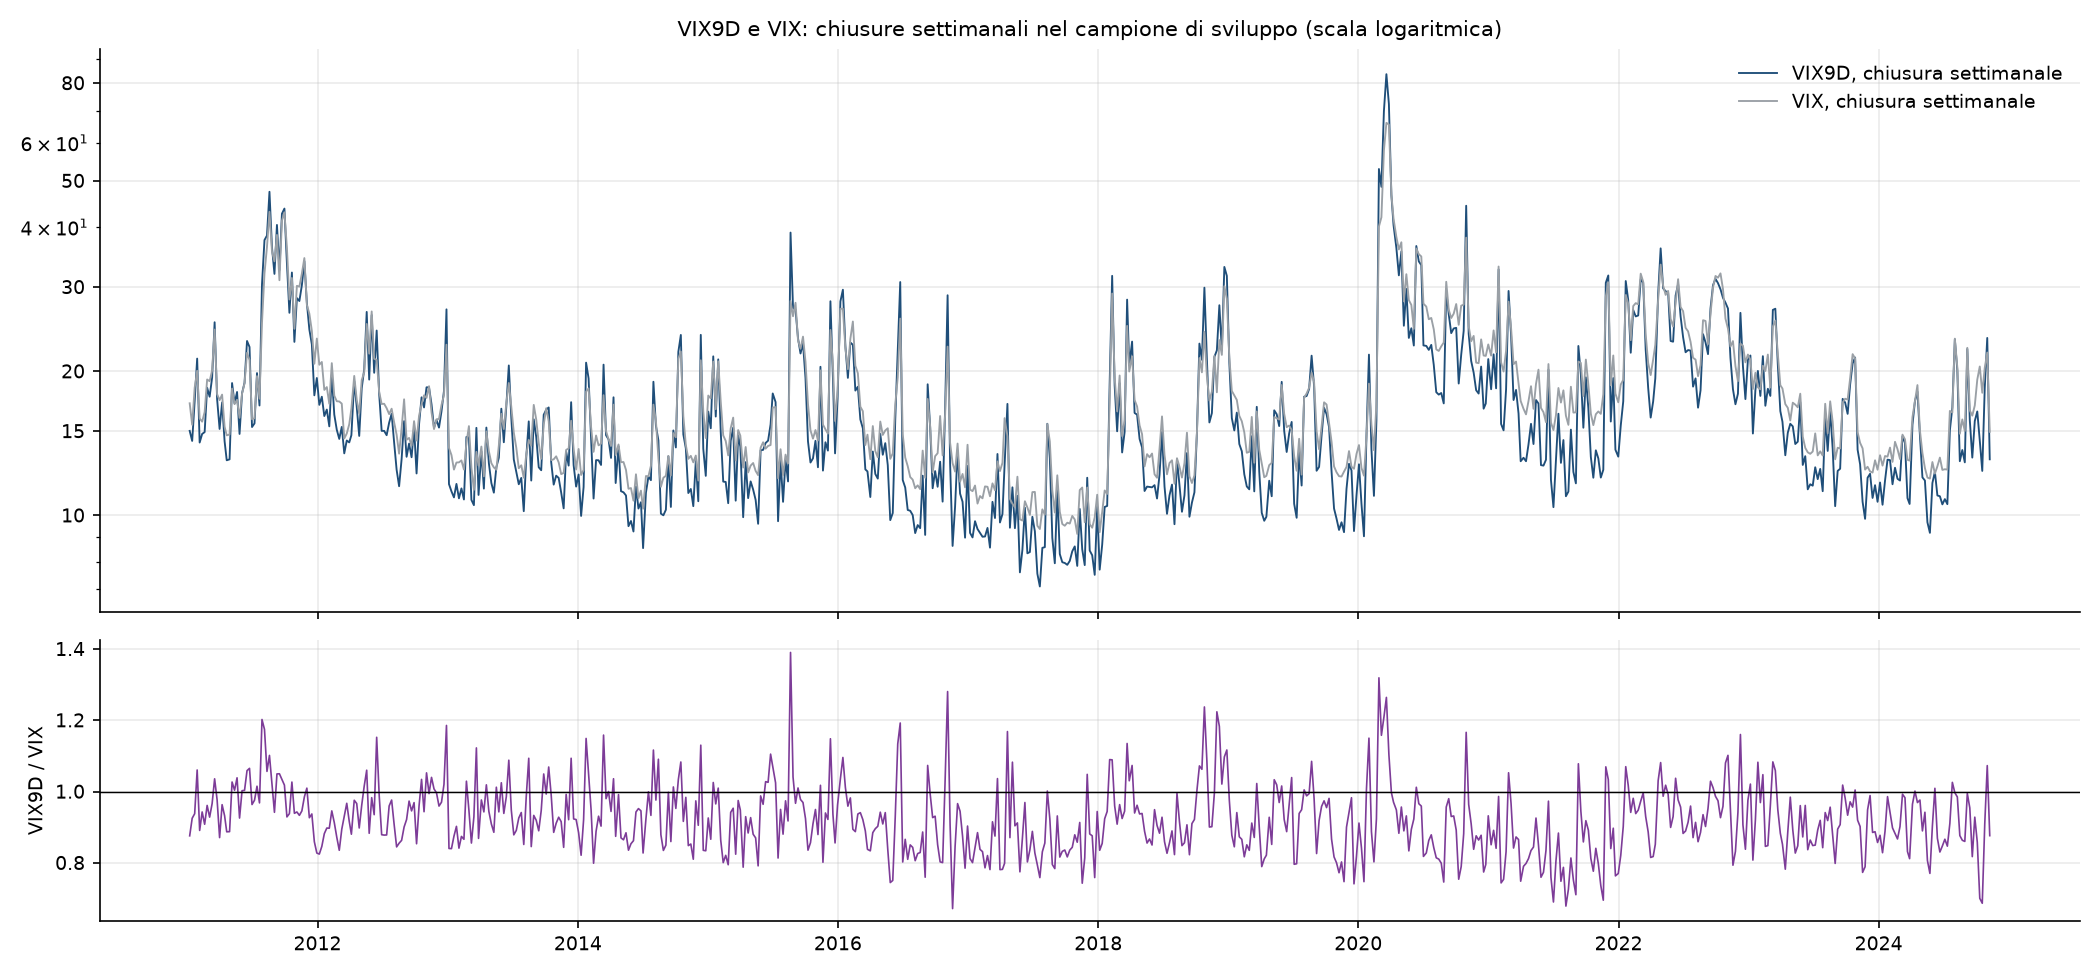 VIX9D e VIX: chiusure settimanali nel campione di sviluppo (scala logaritmica)
VIX9D, chiusura settimanale
VIX, chiusura settimanale
80
6 × 10¹
50
4 × 10¹
30
20
15
10
VIX9D / VIX
1.4
1.2
1.0
0.8
2012 2014 2016 2018 2020 2022 2024